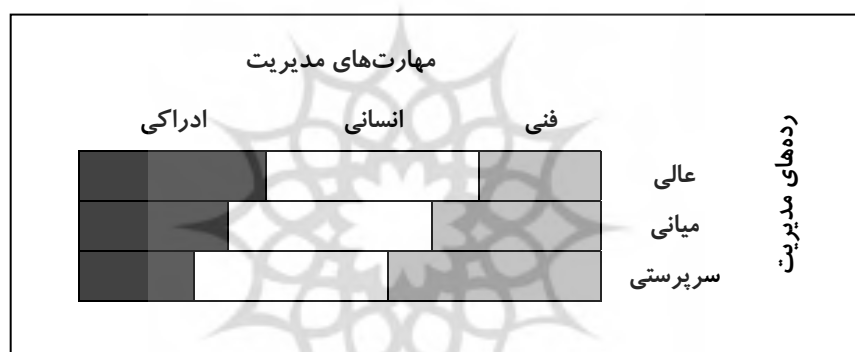 مهارت‌های مدیریت
فنی انسانی ادراکی
رده‌های مدیریت
عالی
میانی
سرپرستی